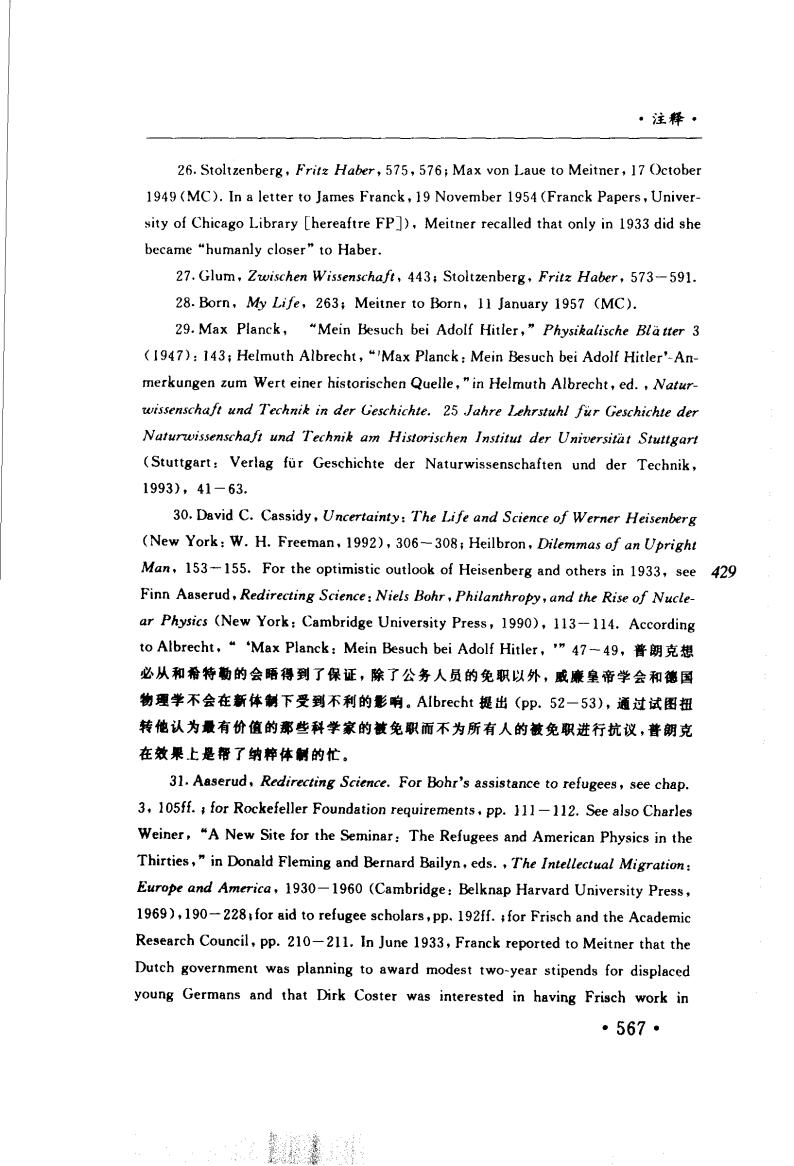 ·注释·
26. Stoltzenberg, Fritz Haber, 575, 576; Max von Laue to Meitner, 17 October
1949 (MC). In a letter to James Franck, 19 November 1954 (Franck Papers, Univer-
sity of Chicago Library [hereaftre FP]), Meitner recalled that only in 1933 did she
became “humanly closer” to Haber.
27. Glum, Zwischen Wissenschaft, 443; Stoltzenberg, Fritz Haber, 573—591.
28. Born, My Life, 263; Meitner to Born, 11 January 1957 (MC).
29. Max Planck, “Mein Besuch bei Adolf Hitler,” Physikalische Blätter 3
(1947): 143; Helmuth Albrecht, “'Max Planck: Mein Besuch bei Adolf Hitler'-An-
merkungen zum Wert einer historischen Quelle,” in Helmuth Albrecht, ed. , Natur-
wissenschaft und Technik in der Geschichte. 25 Jahre Lehrstuhl für Geschichte der
Naturwissenschaft und Technik am Historischen Institut der Universität Stuttgart
(Stuttgart: Verlag für Geschichte der Naturwissenschaften und der Technik,
1993), 41—63.
30. David C. Cassidy, Uncertainty: The Life and Science of Werner Heisenberg
(New York: W. H. Freeman, 1992), 306—308; Heilbron, Dilemmas of an Upright
Man, 153—155. For the optimistic outlook of Heisenberg and others in 1933, see 429
Finn Aaserud, Redirecting Science: Niels Bohr, Philanthropy, and the Rise of Nucle-
ar Physics (New York: Cambridge University Press, 1990), 113—114. According
to Albrecht, “ ‘Max Planck: Mein Besuch bei Adolf Hitler, ’” 47—49, 普朗克想
必从和希特勒的会晤得到了保证，除了公务人员的免职以外，威廉皇帝学会和德国
物理学不会在新体制下受到不利的影响。Albrecht 提出 (pp. 52—53)，通过试图扭
转他认为最有价值的那些科学家的被免职而不为所有人的被免职进行抗议，普朗克
在效果上是帮了纳粹体制的忙。
31. Aaserud, Redirecting Science. For Bohr's assistance to refugees, see chap.
3, 105ff. ; for Rockefeller Foundation requirements, pp. 111—112. See also Charles
Weiner, “A New Site for the Seminar: The Refugees and American Physics in the
Thirties,” in Donald Fleming and Bernard Bailyn, eds. , The Intellectual Migration:
Europe and America, 1930—1960 (Cambridge: Belknap Harvard University Press,
1969), 190—228; for aid to refugee scholars, pp. 192ff. ; for Frisch and the Academic
Research Council, pp. 210—211. In June 1933, Franck reported to Meitner that the
Dutch government was planning to award modest two-year stipends for displaced
young Germans and that Dirk Coster was interested in having Frisch work in
·567·